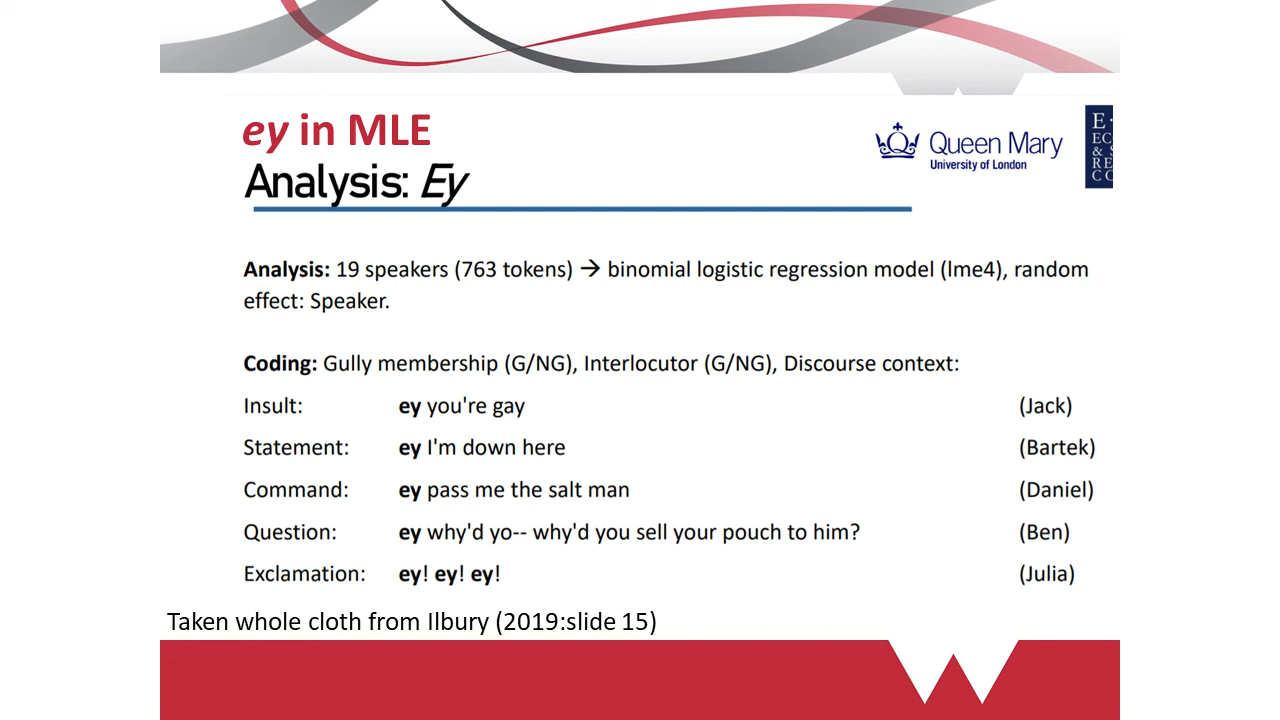 ey in MLE
Analysis: Ey
Queen Mary
University of London
E
EC
& S
RE
CO
Analysis: 19 speakers (763 tokens) → binomial logistic regression model (lme4), random
effect: Speaker.
Coding: Gully membership (G/NG), Interlocutor (G/NG), Discourse context:
Insult: ey you're gay (Jack)
Statement: ey I'm down here (Bartek)
Command: ey pass me the salt man (Daniel)
Question: ey why'd yo-- why'd you sell your pouch to him? (Ben)
Exclamation: ey! ey! ey! (Julia)
Taken whole cloth from Ilbury (2019:slide 15)